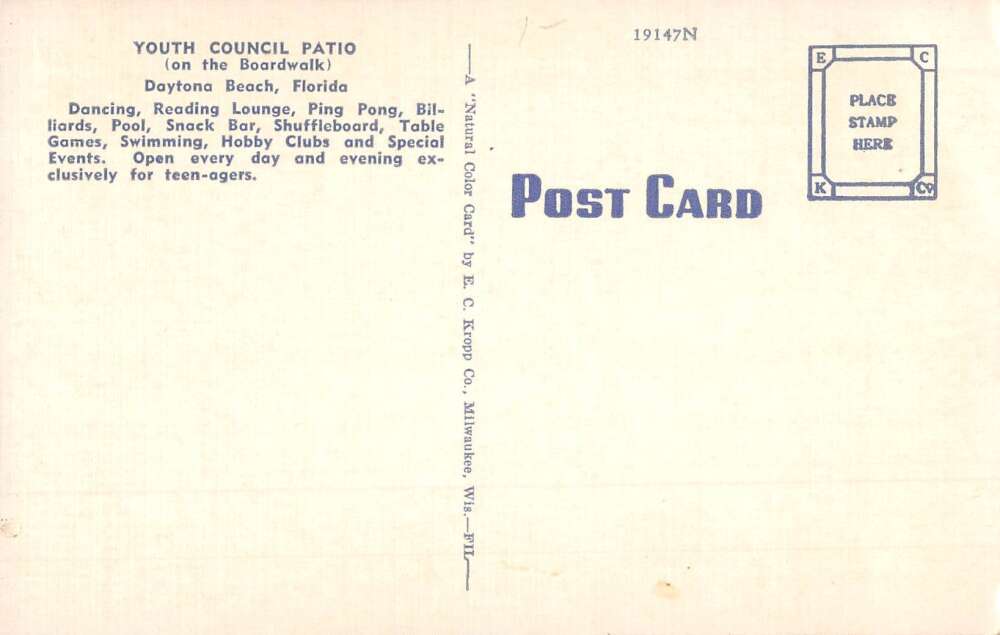 YOUTH COUNCIL PATIO
(on the Boardwalk)
Daytona Beach, Florida
Dancing, Reading Lounge, Ping Pong, Bil-
liards, Pool, Snack Bar, Shuffleboard, Table
Games, Swimming, Hobby Clubs and Special
Events. Open every day and evening ex-
clusively for teen-agers.
A "Natural Color Card" by E. C. Kropp Co., Milwaukee, Wis.—FIL
19147N
POST CARD
E C
PLACE
STAMP
HERE
K Co